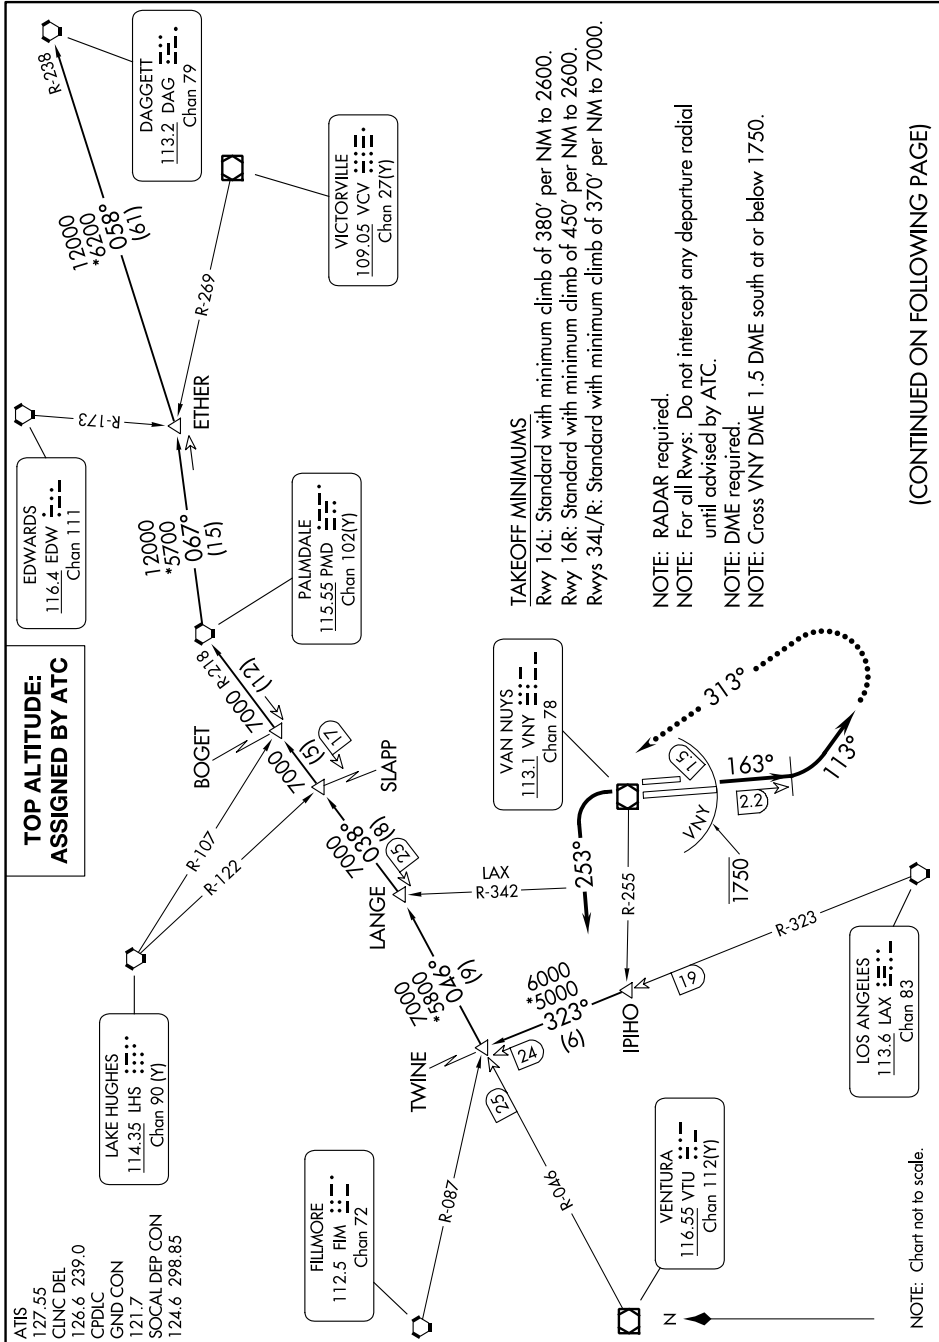 ATIS
127.55
CLNC DEL
126.6 239.0
CPDLC
GND CON
121.7
SOCAL DEP CON
124.6 298.85
TOP ALTITUDE:
ASSIGNED BY ATC
LAKE HUGHES
114.35 LHS
Chan 90 (Y)
EDWARDS
116.4 EDW
Chan 111
DAGGETT
113.2 DAG
Chan 79
R-238
12000
*6200
058°
(61)
R-173
ETHER
R-269
VICTORVILLE
109.05 VCV
Chan 27(Y)
12000
*5700
067°
(15)
PALMDALE
115.55 PMD
Chan 102(Y)
R-107
R-122
BOGET
7000 R-218
(12)
7000
(5)
17
SLAPP
7000
038°
(8)
25
LANGE
7000
*5800
046°
(9)
TWINE
24
25
FILLMORE
112.5 FIM
Chan 72
R-087
R-046
VENTURA
116.55 VTU
Chan 112(Y)
6000
*5000
323°
(6)
IPIHO
19
LAX
R-342
253°
R-255
R-323
LOS ANGELES
113.6 LAX
Chan 83
VAN NUYS
113.1 VNY
Chan 78
1.5
VNY
1750
163°
2.2
113°
313°
TAKEOFF MINIMUMS
Rwy 16L: Standard with minimum climb of 380' per NM to 2600.
Rwy 16R: Standard with minimum climb of 450' per NM to 2600.
Rwys 34L/R: Standard with minimum climb of 370' per NM to 7000.
NOTE: RADAR required.
NOTE: For all Rwys: Do not intercept any departure radial
until advised by ATC.
NOTE: DME required.
NOTE: Cross VNY DME 1.5 DME south at or below 1750.
N
NOTE: Chart not to scale.
(CONTINUED ON FOLLOWING PAGE)